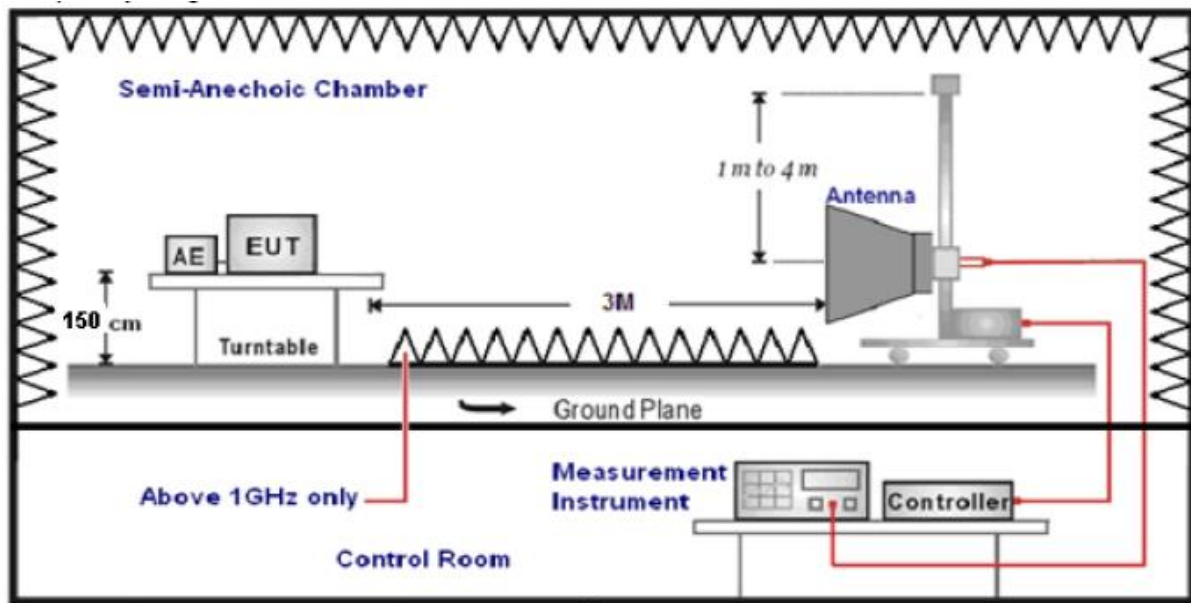 Semi-Anechoic Chamber
1 m to 4 m
Antenna
AE
EUT
150 cm
3M
Turntable
Ground Plane
Above 1GHz only
Measurement
Instrument
Controller
Control Room